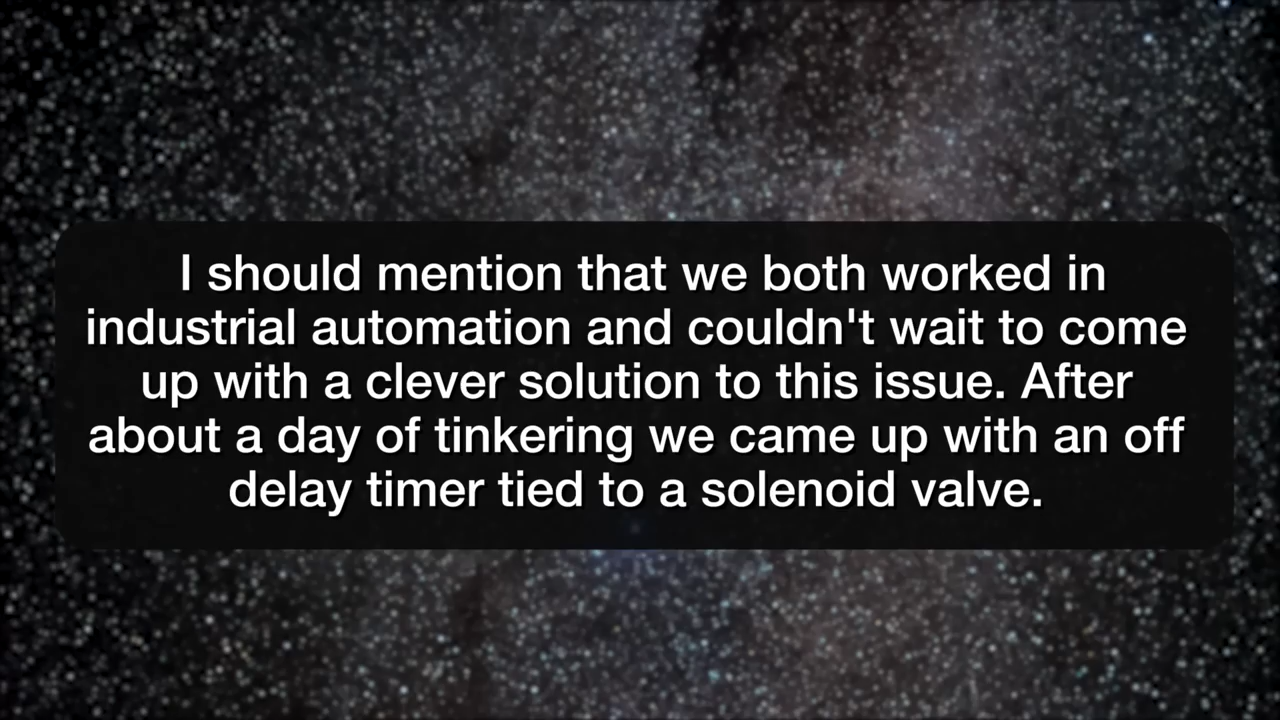 I should mention that we both worked in
industrial automation and couldn't wait to come
up with a clever solution to this issue. After
about a day of tinkering we came up with an off
delay timer tied to a solenoid valve.